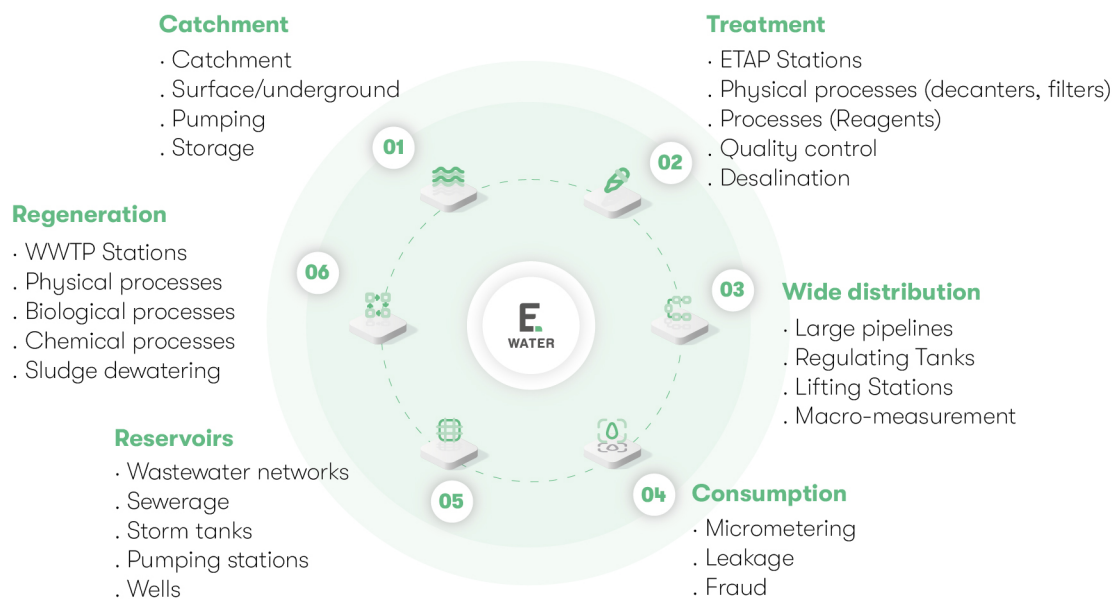 Catchment
· Catchment
. Surface/underground
. Pumping
. Storage
01
Treatment
· ETAP Stations
. Physical processes (decanters, filters)
. Processes (Reagents)
. Quality control
. Desalination
02
03
Wide distribution
· Large pipelines
. Regulating Tanks
. Lifting Stations
. Macro-measurement
04
Consumption
· Micrometering
. Leakage
. Fraud
05
Reservoirs
· Wastewater networks
. Sewerage
. Storm tanks
. Pumping stations
. Wells
06
Regeneration
· WWTP Stations
. Physical processes
. Biological processes
. Chemical processes
. Sludge dewatering
E.
WATER